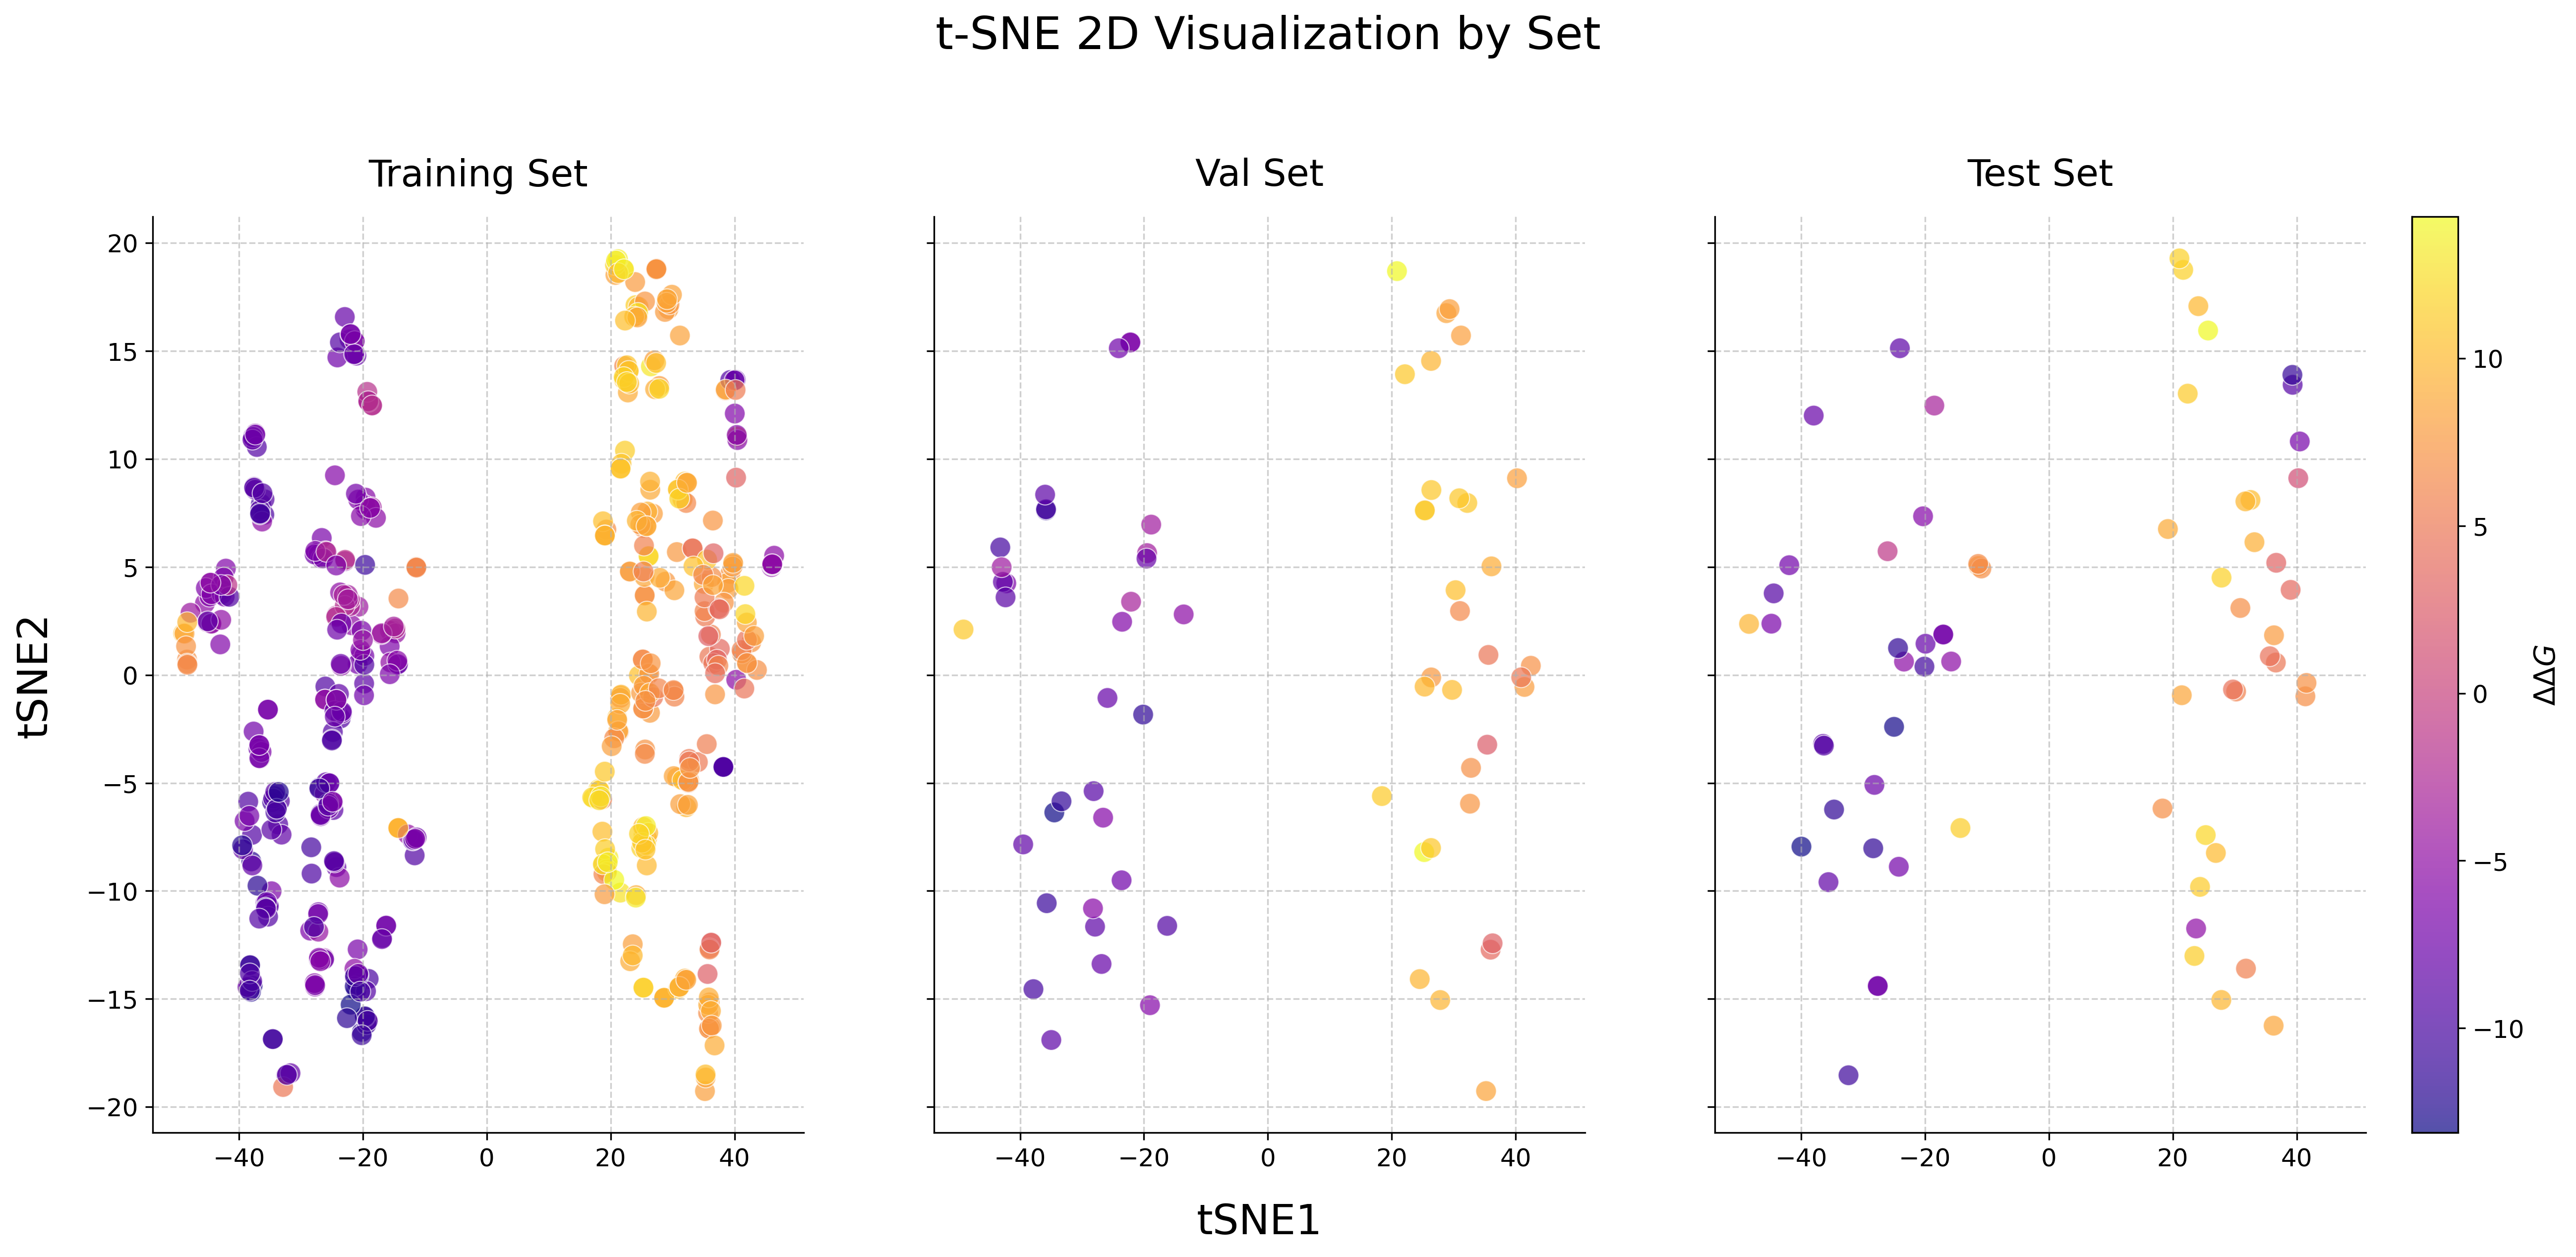 t-SNE 2D Visualization by Set
Training Set
Val Set
Test Set
tSNE2
20
15
10
5
0
−5
−10
−15
−20
−40 −20 0 20 40
−40 −20 0 20 40
−40 −20 0 20 40
tSNE1
10
5
0
−5
−10
ΔΔG